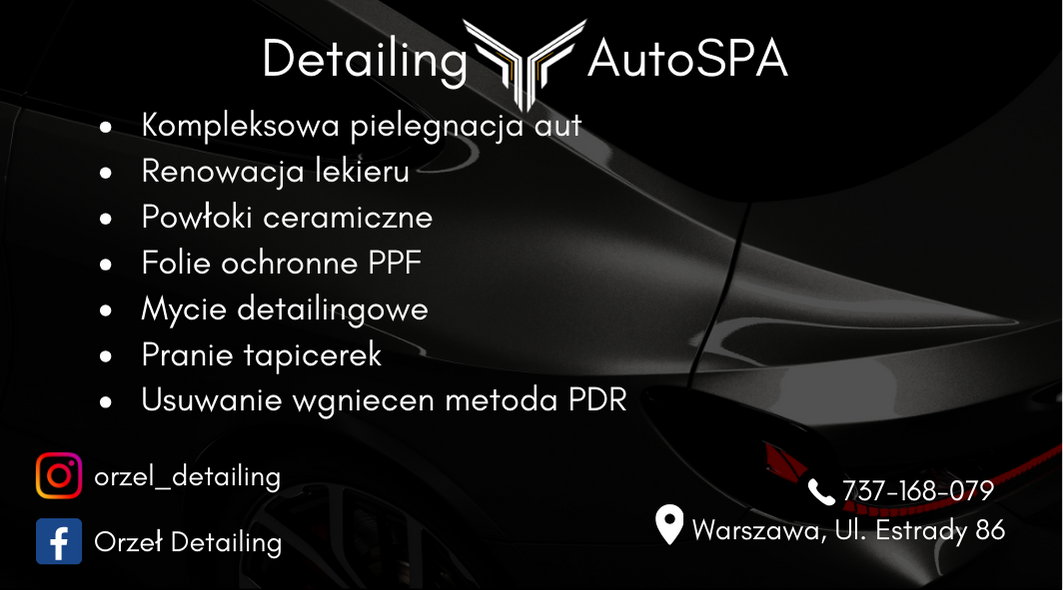 Detailing AutoSPA
• Kompleksowa pielegnacja aut
• Renowacja lekieru
• Powłoki ceramiczne
• Folie ochronne PPF
• Mycie detailingowe
• Pranie tapicerek
• Usuwanie wgniecen metoda PDR
orzel_detailing
Orzeł Detailing
737-168-079
Warszawa, Ul. Estrady 86